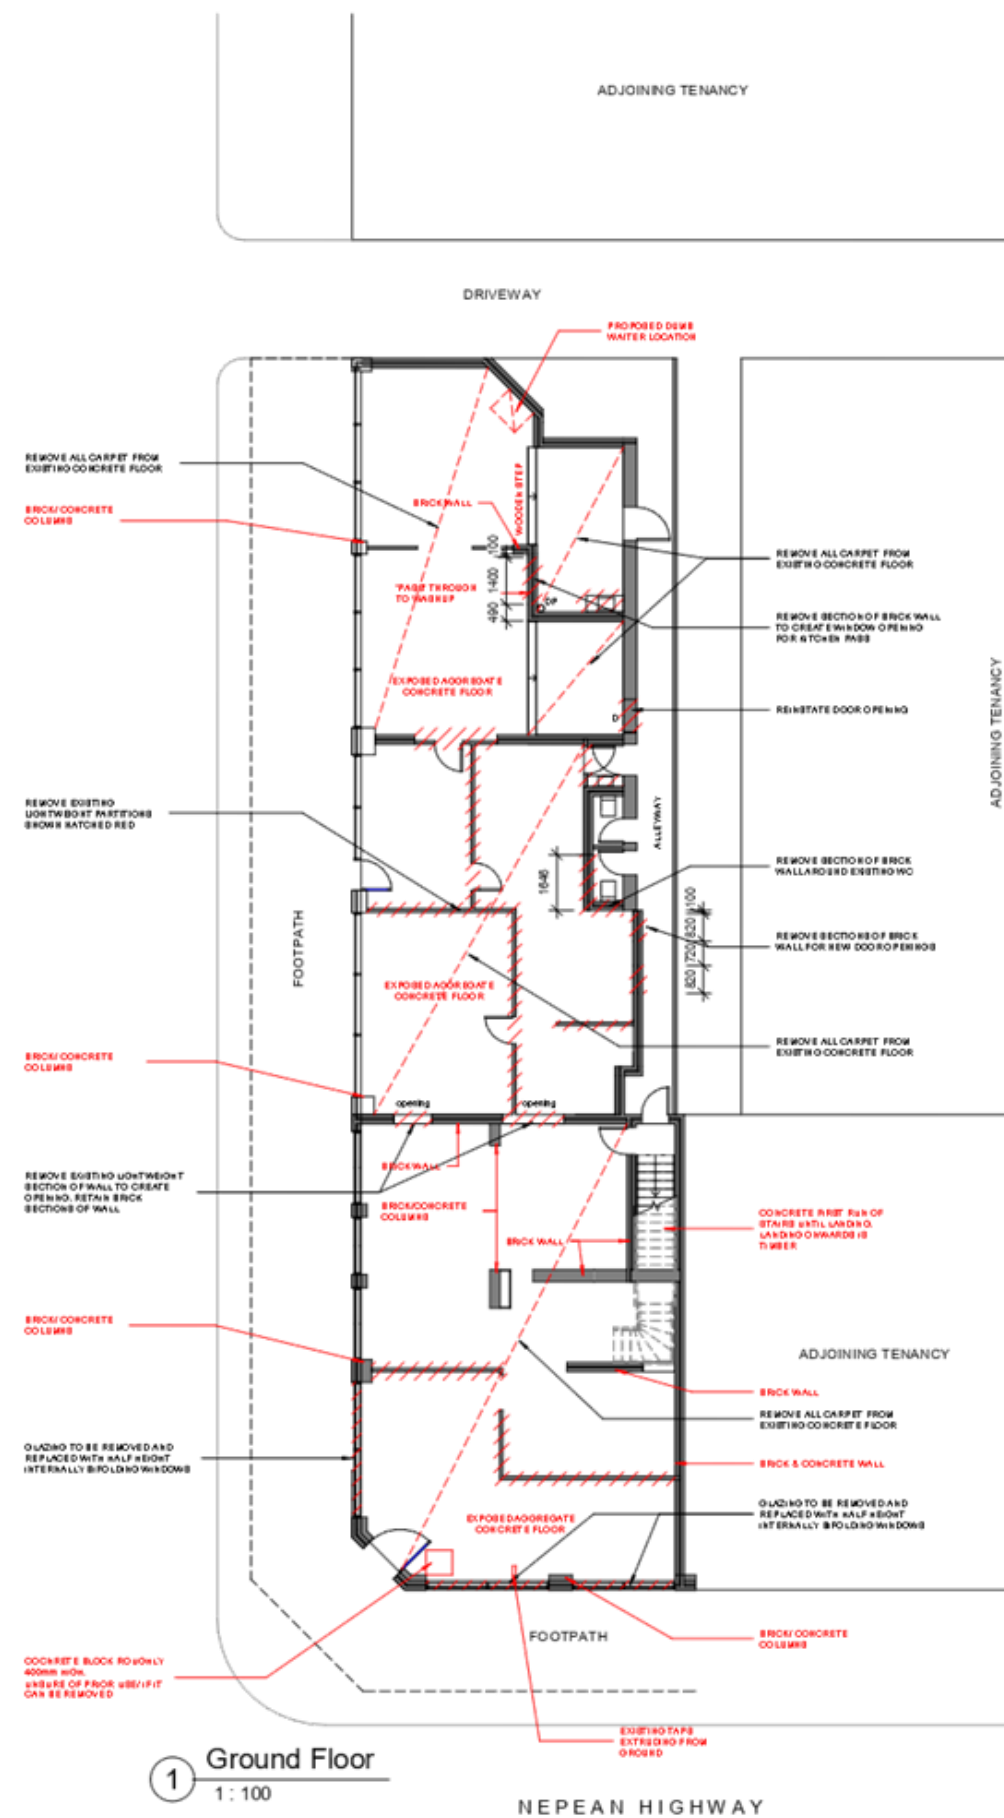 ADJOINING TENANCY
DRIVEWAY
PROPOSED DUMB
WAITER LOCATION
REMOVE ALL CARPET FROM
EXISTING CONCRETE FLOOR
BRICK/CONCRETE
COLUMNS
BRICK WALL
WOODEN STEP
100
1400
490
"PASS THROUGH
TO WASHUP
EXPOSED AGGREGATE
CONCRETE FLOOR
REMOVE ALL CARPET FROM
EXISTING CONCRETE FLOOR
REMOVE SECTION OF BRICK WALL
TO CREATE WINDOW OPENING
FOR KITCHEN PASS
REINSTATE DOOR OPENING
D
ADJOINING TENANCY
REMOVE EXISTING
LIGHTWEIGHT PARTITIONS
SHOWN HATCHED RED
ALLEYWAY
1646
REMOVE SECTION OF BRICK
WALL AROUND EXISTING WC
REMOVE SECTIONS OF BRICK
WALL FOR NEW DOOR OPENINGS
100
820
720
820
FOOTPATH
EXPOSED AGGREGATE
CONCRETE FLOOR
REMOVE ALL CARPET FROM
EXISTING CONCRETE FLOOR
BRICK/CONCRETE
COLUMNS
opening
opening
REMOVE EXISTING LIGHTWEIGHT
SECTION OF WALL TO CREATE
OPENING. RETAIN BRICK
SECTIONS OF WALL
BRICK WALL
BRICK/CONCRETE
COLUMNS
BRICK WALL
CONCRETE FIRST RUN OF
STAIRS UNTIL LANDING.
LANDING ONWARDS IS
TIMBER
BRICK/CONCRETE
COLUMNS
ADJOINING TENANCY
BRICK WALL
REMOVE ALL CARPET FROM
EXISTING CONCRETE FLOOR
BRICK & CONCRETE WALL
GLAZING TO BE REMOVED AND
REPLACED WITH HALF HEIGHT
INTERNALLY BIFOLDING WINDOWS
GLAZING TO BE REMOVED AND
REPLACED WITH HALF HEIGHT
INTERNALLY BIFOLDING WINDOWS
EXPOSED AGGREGATE
CONCRETE FLOOR
FOOTPATH
BRICK/CONCRETE
COLUMNS
COCNRETE BLOCK ROUGHLY
400mm HIGH.
UNSURE OF PRIOR USE/IF IT
CAN BE REMOVED
EXISTING TAPS
EXTRUDING FROM
GROUND
1
Ground Floor
1 : 100
NEPEAN HIGHWAY